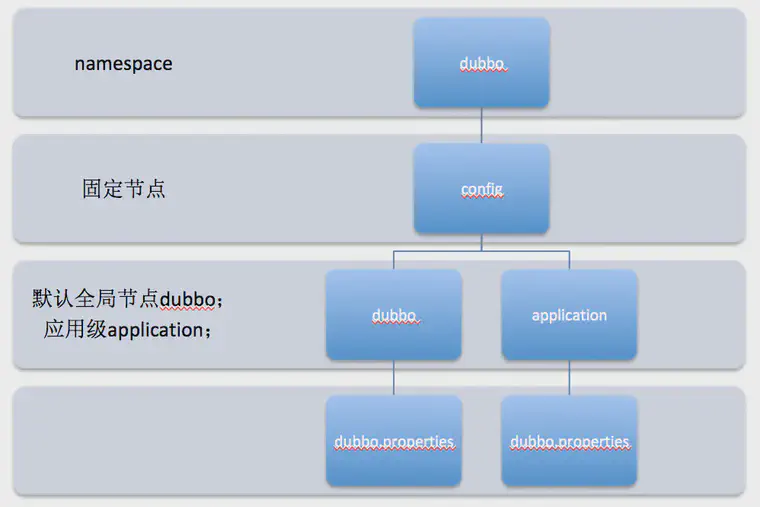 namespace
dubbo
固定节点
config
默认全局节点dubbo；
应用级application；
dubbo
application
dubbo.properties
dubbo.properties